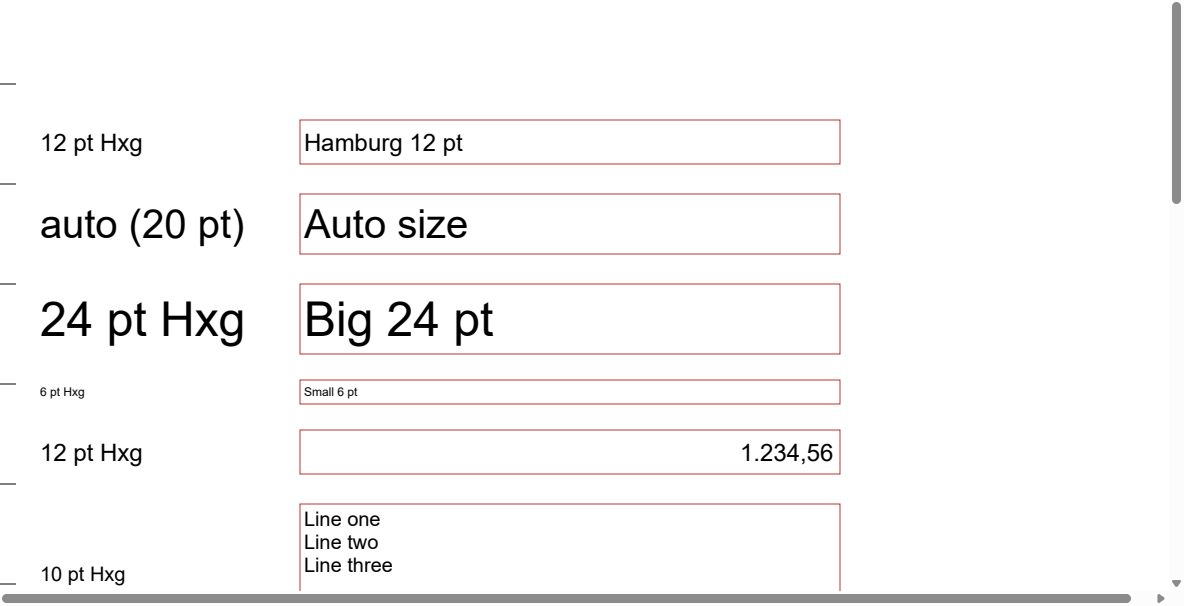 12 pt Hxg
Hamburg 12 pt
auto (20 pt)
Auto size
24 pt Hxg
Big 24 pt
6 pt Hxg
Small 6 pt
12 pt Hxg
1.234,56
Line one
Line two
Line three
10 pt Hxg